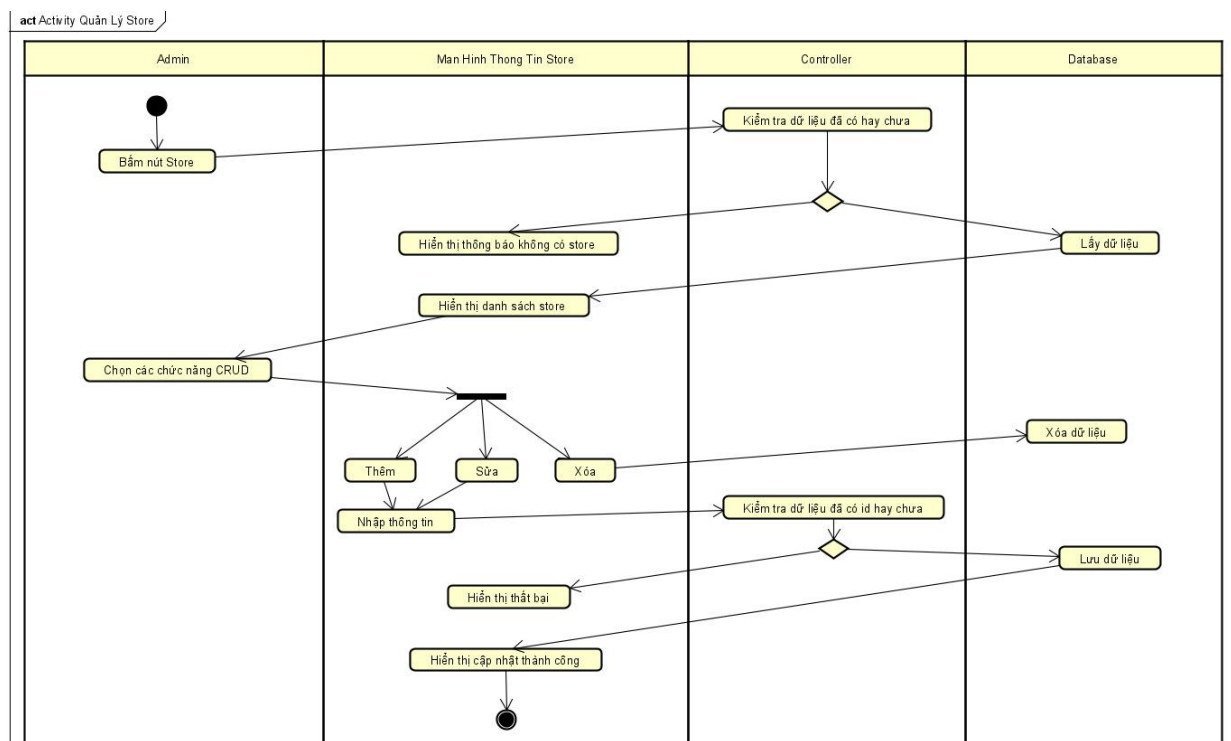 act Activity Quản Lý Store
Admin
Man Hinh Thong Tin Store
Controller
Database
Kiểm tra dữ liệu đã có hay chưa
Bấm nút Store
Hiển thị thông báo không có store
Lấy dữ liệu
Hiển thị danh sách store
Chọn các chức năng CRUD
Xóa dữ liệu
Thêm
Sửa
Xóa
Kiểm tra dữ liệu đã có id hay chưa
Nhập thông tin
Lưu dữ liệu
Hiển thị thất bại
Hiển thị cập nhật thành công